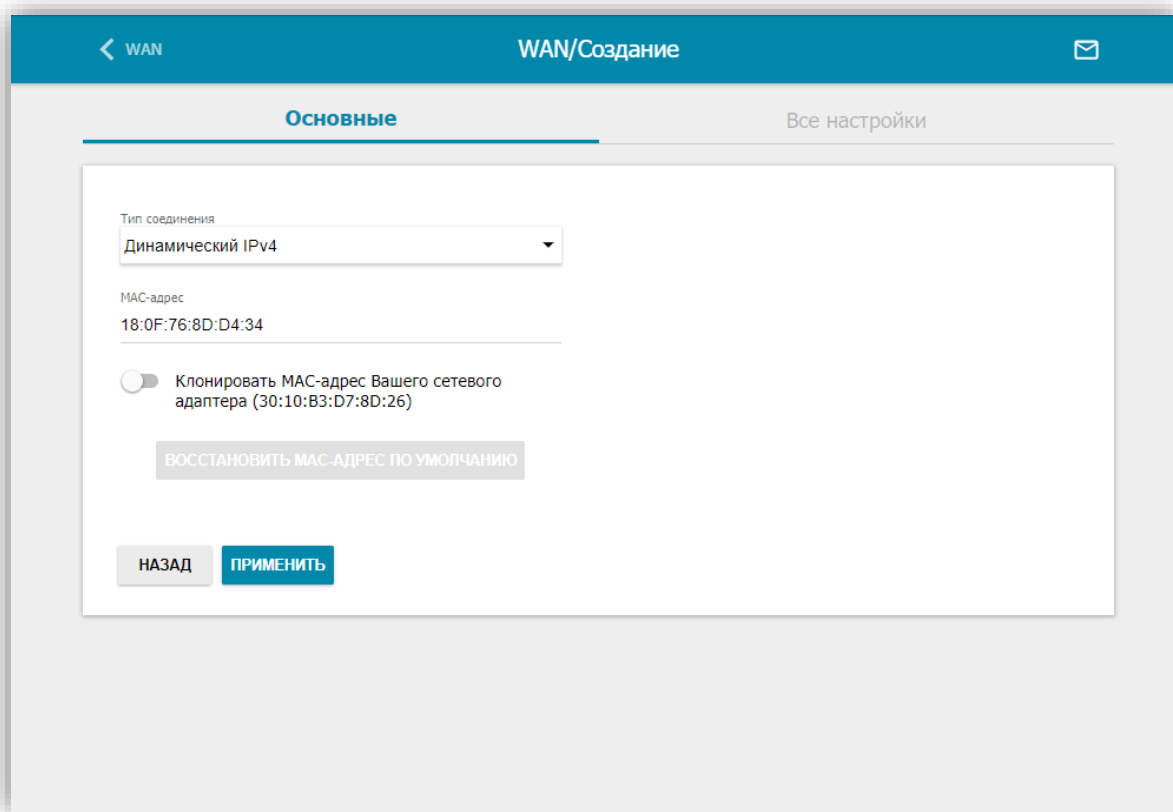 WAN
WAN/Создание
Основные
Все настройки
Тип соединения
Динамический IPv4
MAC-адрес
18:0F:76:8D:D4:34
Клонировать MAC-адрес Вашего сетевого
адаптера (30:10:B3:D7:8D:26)
ВОССТАНОВИТЬ MAC-АДРЕС ПО УМОЛЧАНИЮ
НАЗАД
ПРИМЕНИТЬ